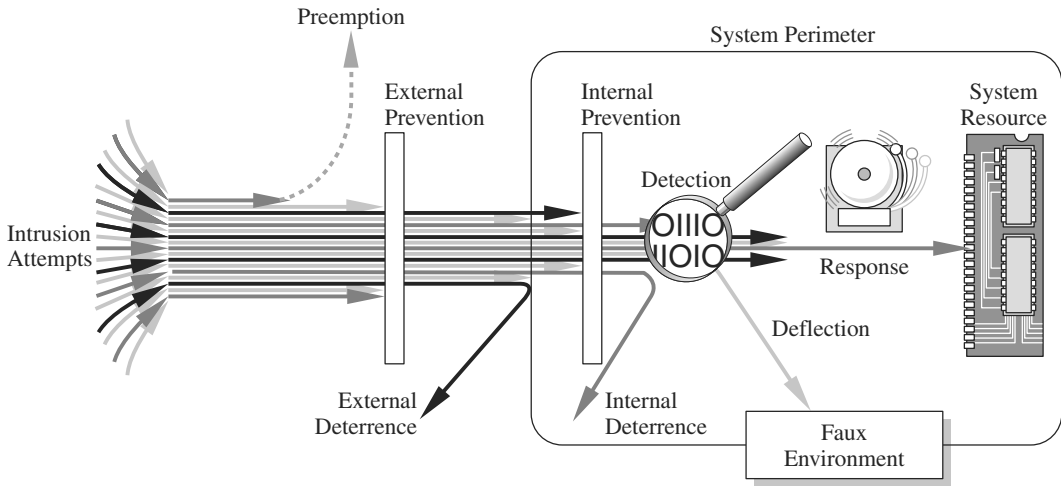 Preemption
System Perimeter
External
Prevention
Internal
Prevention
System
Resource
Detection
OIIIIO
IIOIO
Intrusion
Attempts
Response
Deflection
External
Deterrence
Internal
Deterrence
Faux
Environment